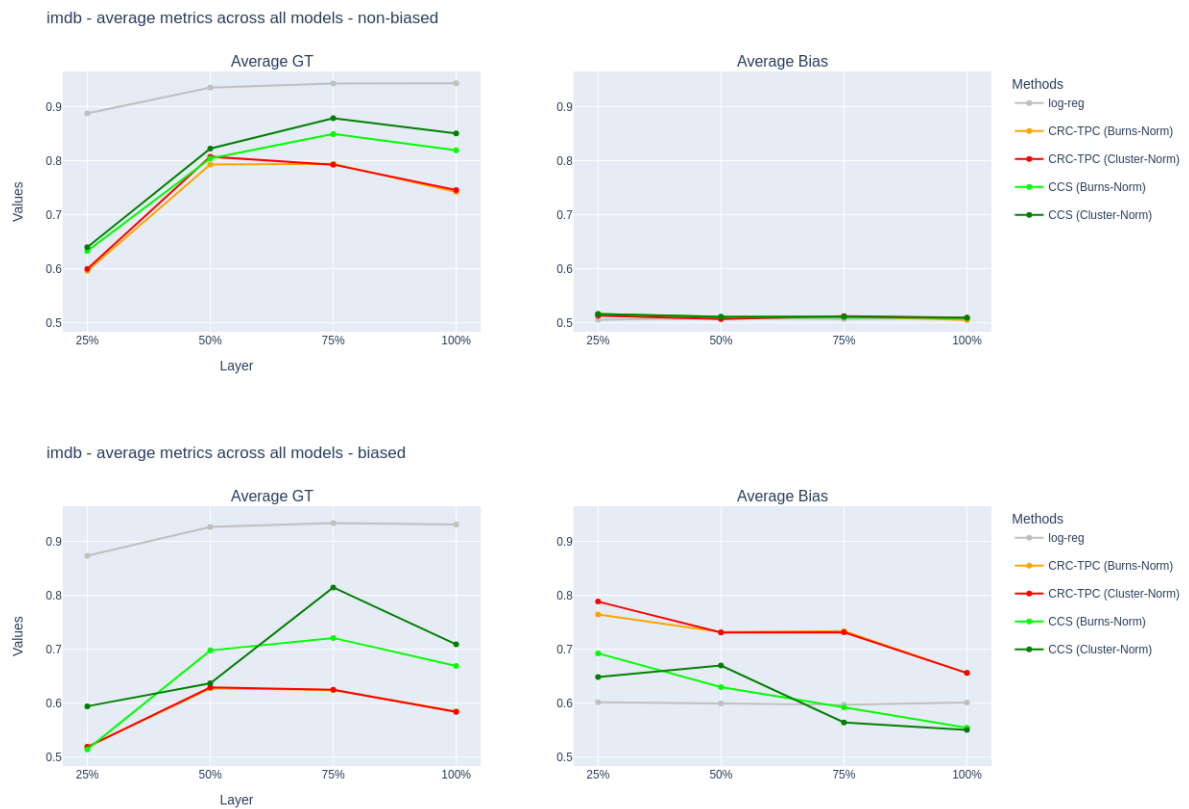 imdb - average metrics across all models - non-biased
Average GT
Average Bias
Methods
log-reg
CRC-TPC (Burns-Norm)
CRC-TPC (Cluster-Norm)
CCS (Burns-Norm)
CCS (Cluster-Norm)
Values
0.9
0.8
0.7
0.6
0.5
25% 50% 75% 100%
Layer
0.9
0.8
0.7
0.6
0.5
25% 50% 75% 100%
imdb - average metrics across all models - biased
Average GT
Average Bias
Methods
log-reg
CRC-TPC (Burns-Norm)
CRC-TPC (Cluster-Norm)
CCS (Burns-Norm)
CCS (Cluster-Norm)
Values
0.9
0.8
0.7
0.6
0.5
25% 50% 75% 100%
Layer
0.9
0.8
0.7
0.6
0.5
25% 50% 75% 100%